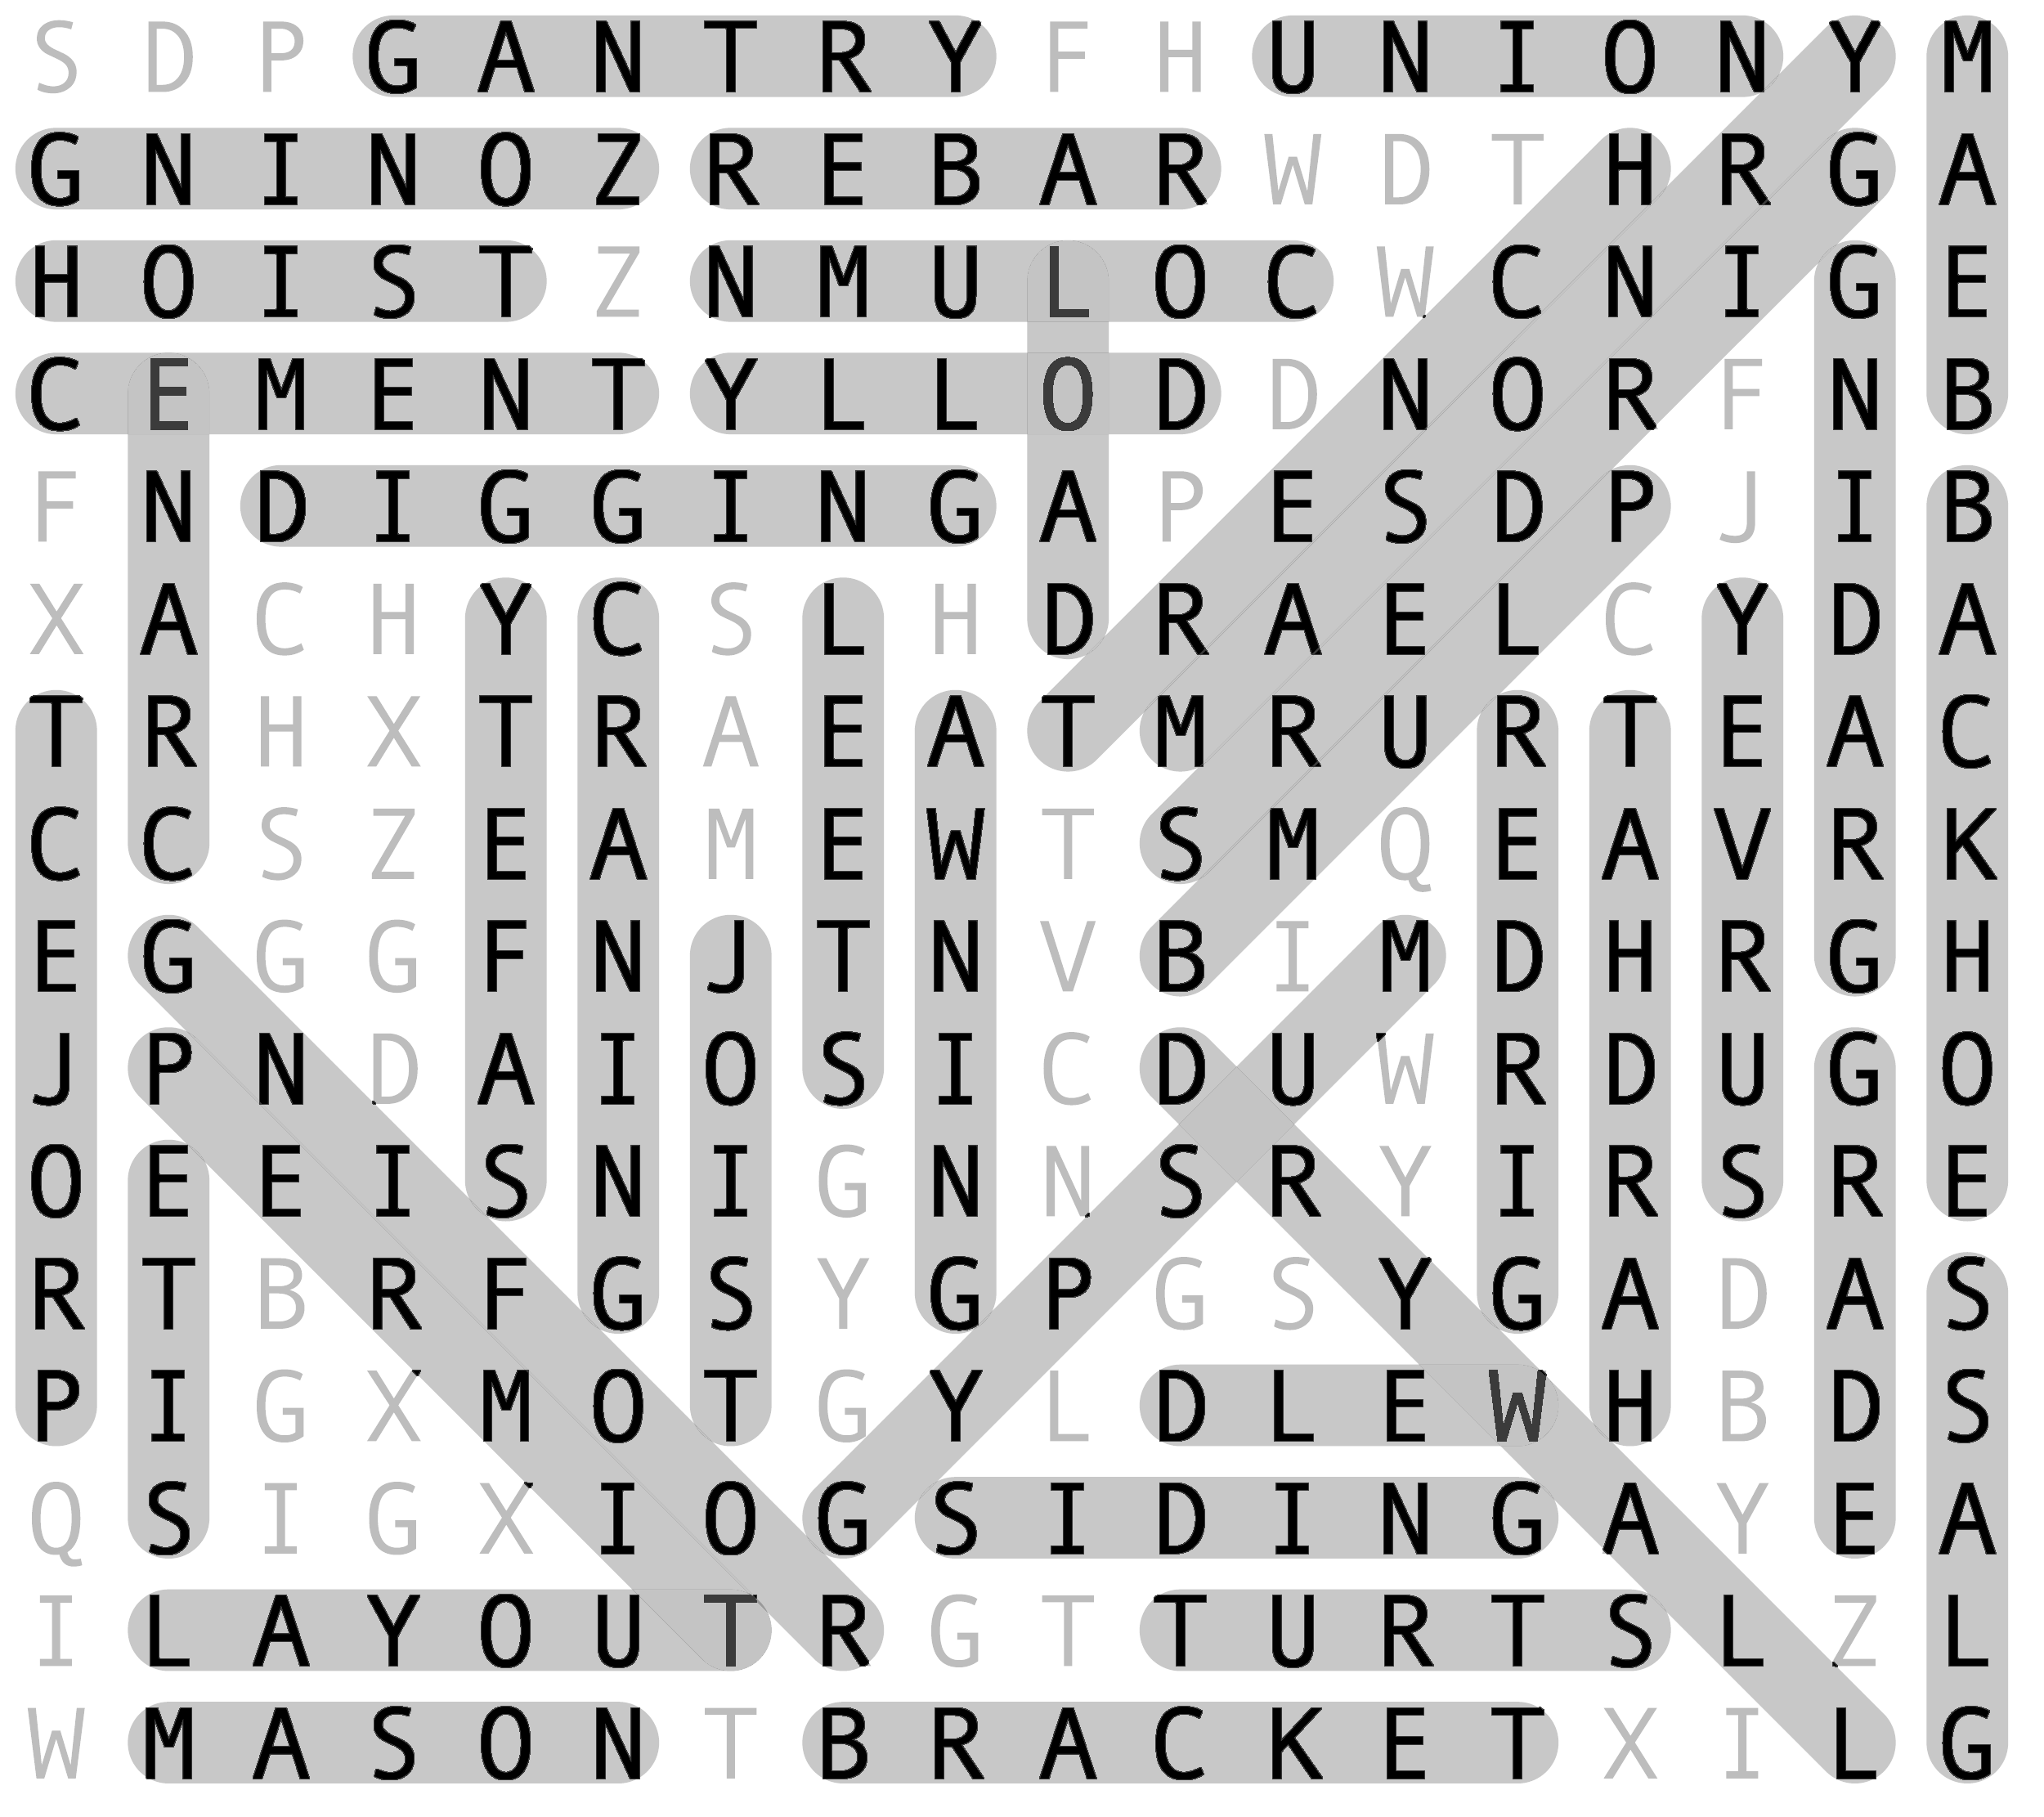 S D P G A N T R Y F H U N I O N Y M
G N I N O Z R E B A R W D T H R G A
H O I S T Z N M U L O C W C N I G E
C E M E N T Y L L O D D N O R F N B
F N D I G G I N G A P E S D P J I B
X A C H Y C S L H D R A E L C Y D A
T R H X T R A E A T M R U R T E A C
C C S Z E A M E W T S M Q E A V R K
E G G G F N J T N V B I M D H R G H
J P N D A I O S I C D U W R D U G O
O E E I S N I G N N S R Y I R S R E
R T B R F G S Y G P G S Y G A D A S
P I G X M O T G Y L D L E W H B D S
Q S I G X I O G S I D I N G A Y E A
I L A Y O U T R G T T U R T S L Z L
W M A S O N T B R A C K E T X I L G